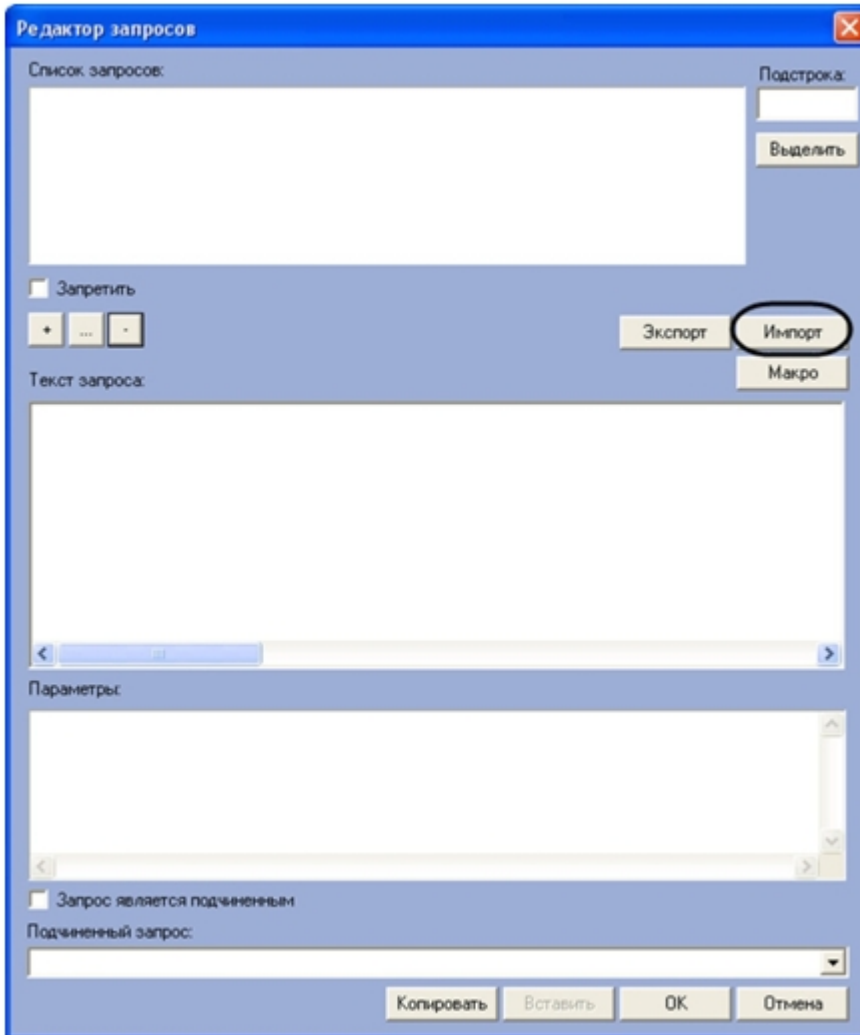 Редактор запросов
Список запросов:
Подстрока:
Выделить
Запретить
+ ... -
Экспорт Импорт
Макро
Текст запроса:
Параметры:
Запрос является подчиненным
Подчиненный запрос:
Копировать Вставить OK Отмена